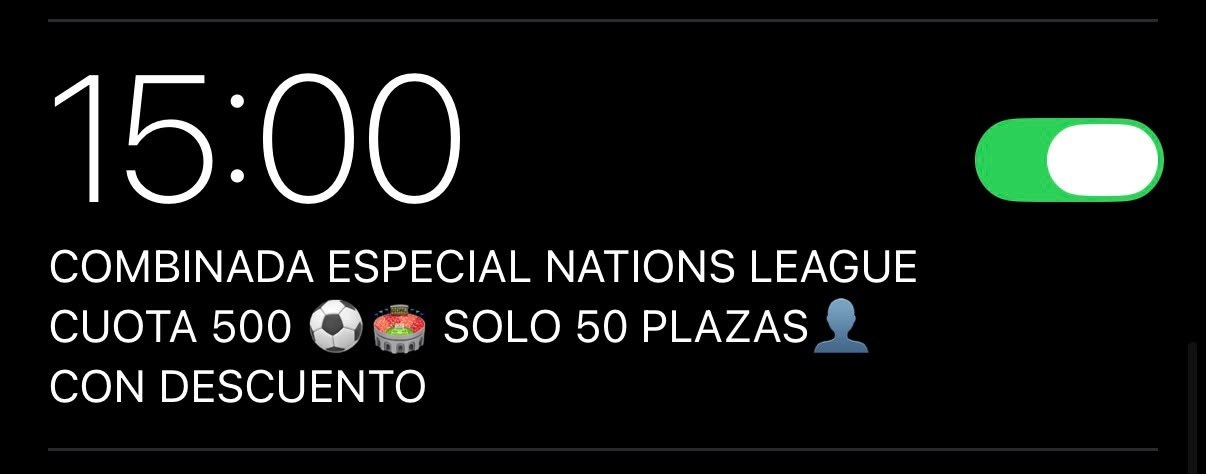 15:00
COMBINADA ESPECIAL NATIONS LEAGUE
CUOTA 500 ⚽🏟️ SOLO 50 PLAZAS👤
CON DESCUENTO